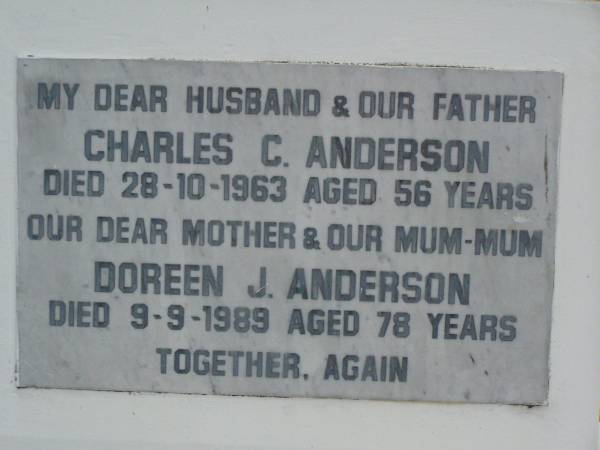 MY DEAR HUSBAND & OUR FATHER
CHARLES C. ANDERSON
DIED 28-10-1963 AGED 56 YEARS
OUR DEAR MOTHER & OUR MUM-MUM
DOREEN J. ANDERSON
DIED 9-9-1989 AGED 78 YEARS
TOGETHER. AGAIN